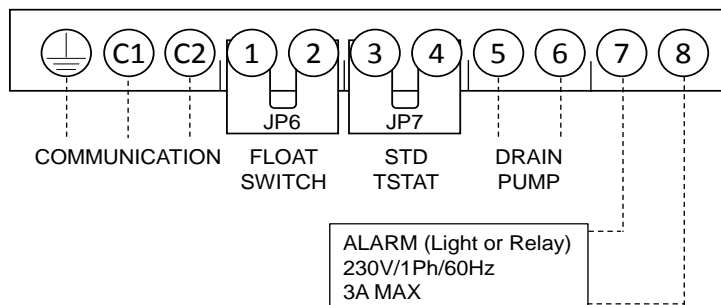 C1 C2 1 2 3 4 5 6 7 8
JP6 JP7
COMMUNICATION FLOAT SWITCH STD TSTAT DRAIN PUMP
ALARM (Light or Relay)
230V/1Ph/60Hz
3A MAX